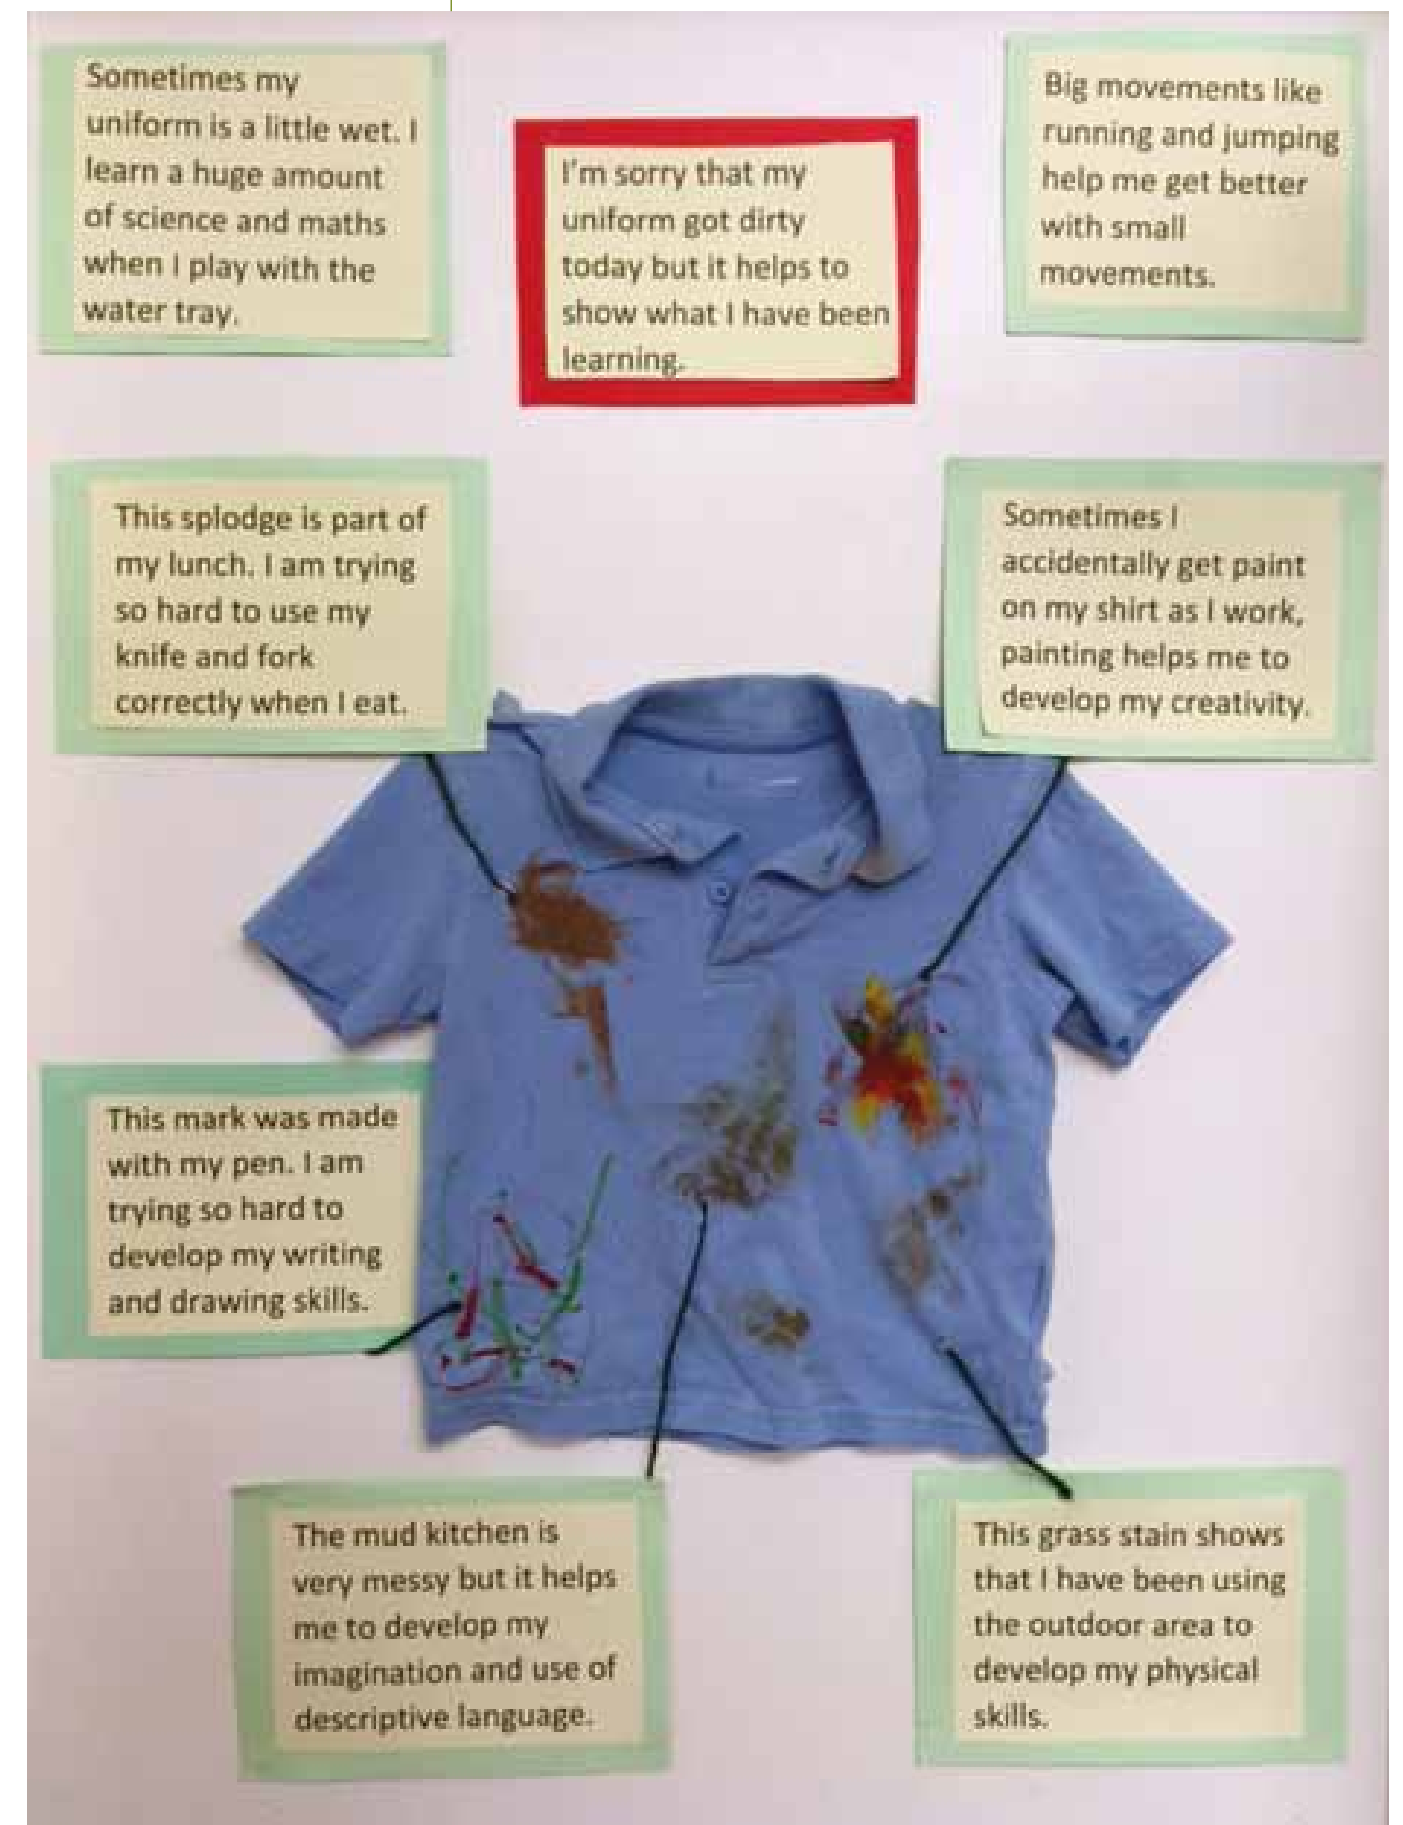 Sometimes my
uniform is a little wet. I
learn a huge amount
of science and maths
when I play with the
water tray.
I'm sorry that my
uniform got dirty
today but it helps to
show what I have been
learning.
Big movements like
running and jumping
help me get better
with small
movements.
This splodge is part of
my lunch. I am trying
so hard to use my
knife and fork
correctly when I eat.
Sometimes I
accidentally get paint
on my shirt as I work,
painting helps me to
develop my creativity.
This mark was made
with my pen. I am
trying so hard to
develop my writing
and drawing skills.
The mud kitchen is
very messy but it helps
me to develop my
imagination and use of
descriptive language.
This grass stain shows
that I have been using
the outdoor area to
develop my physical
skills.